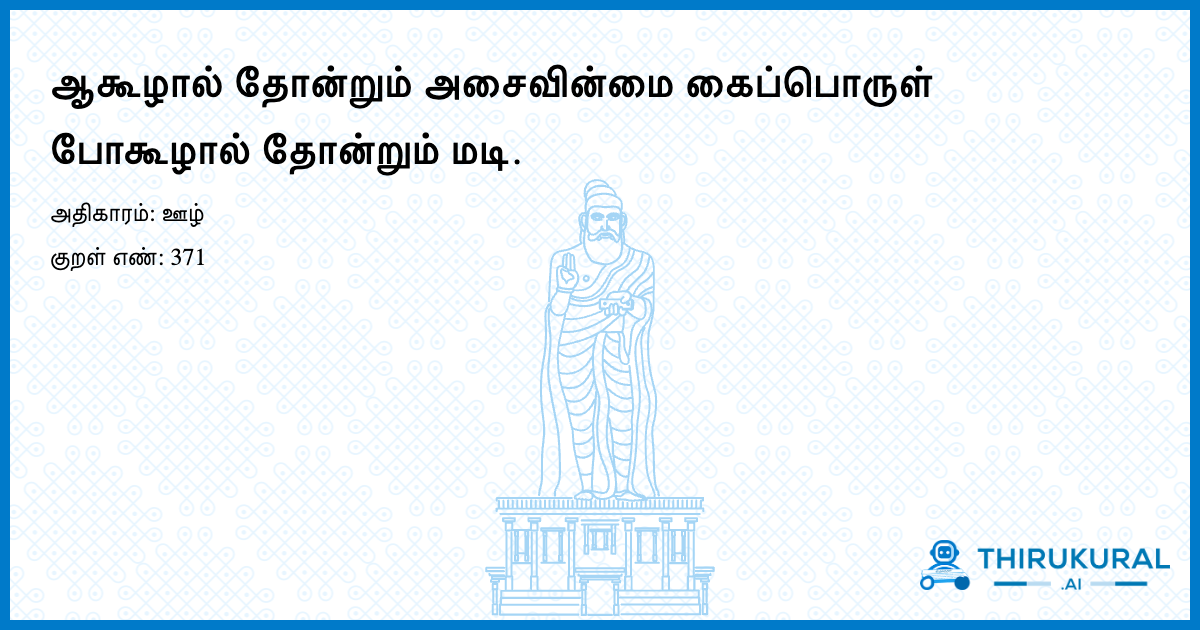 ஆகூழால் தோன்றும் அசைவின்மை கைப்பொருள்
போகூழால் தோன்றும் மடி.
அதிகாரம்: ஊழ்
குறள் எண்: 371
THIRUKURAL
.AI